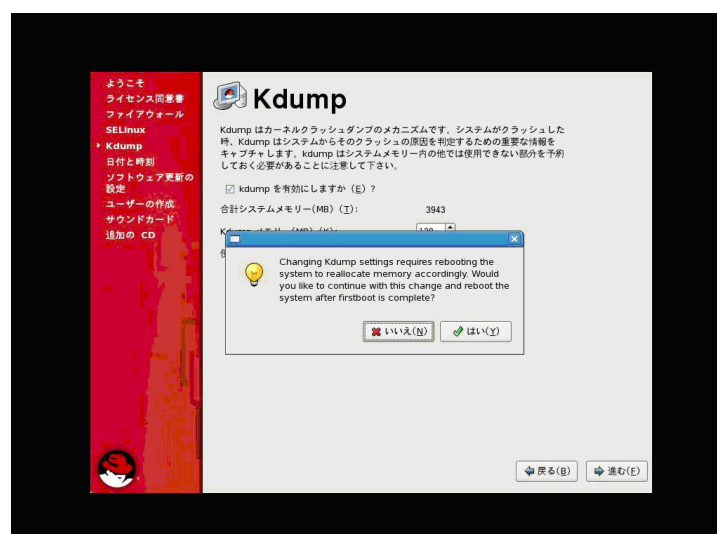 ようこそ
ライセンス同意書
ファイアウォール
SELinux
Kdump
日付と時刻
ソフトウェア更新の
設定
ユーザーの作成
サウンドカード
追加の CD
Kdump
Kdump はカーネルクラッシュダンプのメカニズムです。システムがクラッシュした
時、Kdump はシステムからそのクラッシュの原因を判定するための重要な情報を
キャプチャします。kdump はシステムメモリー内の他では使用できない部分を予約
しておく必要があることに注意して下さい。
kdump を有効にしますか (E) ?
合計システムメモリー(MB) (T): 3943
Kdump メモリー (MB) (K): 128
Changing Kdump settings requires rebooting the
system to reallocate memory accordingly. Would
you like to continue with this change and reboot the
system after firstboot is complete?
いいえ(N) はい(Y)
戻る(B) 進む(F)